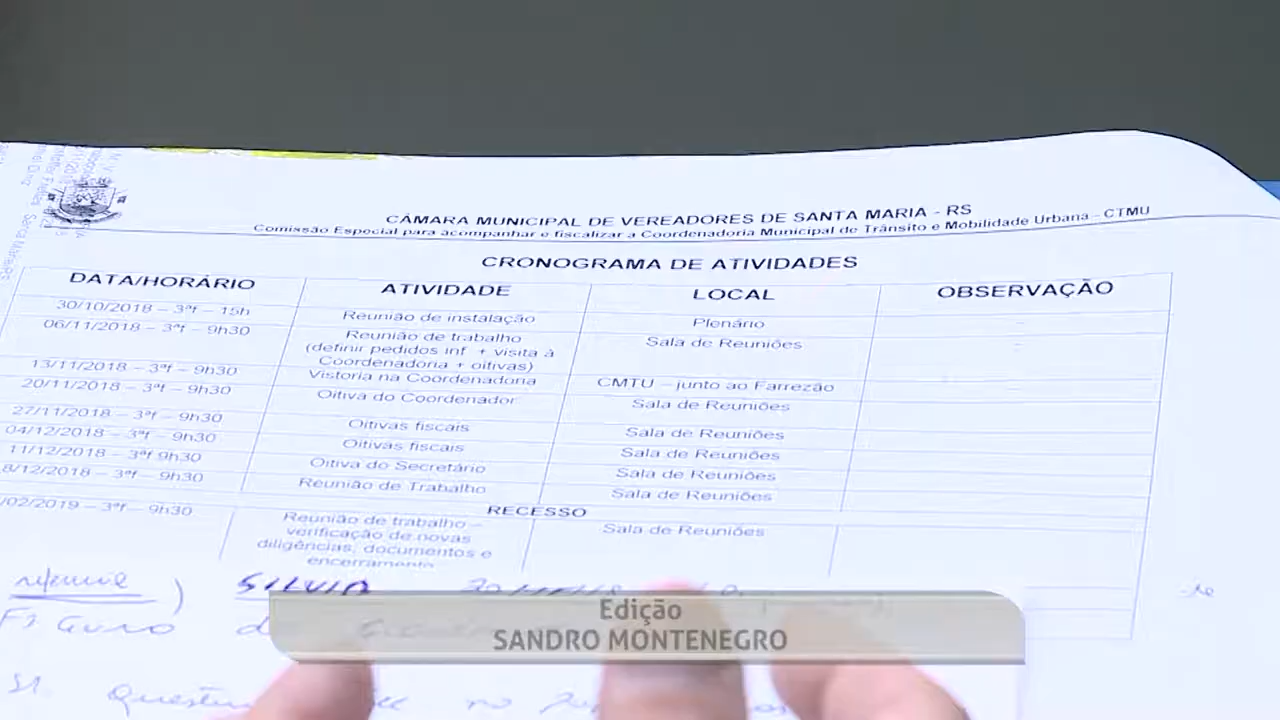 CÂMARA MUNICIPAL DE VEREADORES DE SANTA MARIA - RS
Comissão Especial para acompanhar e fiscalizar a Coordenadoria Municipal de Trânsito e Mobilidade Urbana - CTMU
CRONOGRAMA DE ATIVIDADES
DATA/HORÁRIO ATIVIDADE LOCAL OBSERVAÇÃO
30/10/2018 – 3ªf – 15h Reunião de instalação Plenário
06/11/2018 – 3ªf – 9h30 Reunião de trabalho Sala de Reuniões
(definir pedidos inf + visita à
Coordenadoria + oitivas)
13/11/2018 – 3ªf – 9h30 Vistoria na Coordenadoria CMTU – junto ao Farrezão
20/11/2018 – 3ªf – 9h30 Oitiva do Coordenador Sala de Reuniões
27/11/2018 – 3ªf – 9h30 Oitivas fiscais Sala de Reuniões
04/12/2018 – 3ªf – 9h30 Oitivas fiscais Sala de Reuniões
11/12/2018 – 3ªf 9h30 Oitiva do Secretário Sala de Reuniões
8/12/2018 – 3ªf – 9h30 Reunião de Trabalho Sala de Reuniões
RECESSO
/02/2019 – 3ªf – 9h30 Reunião de trabalho – Sala de Reuniões
verificação de novas
diligências, documentos e
encerramento
SILVIA
Edição
SANDRO MONTENEGRO